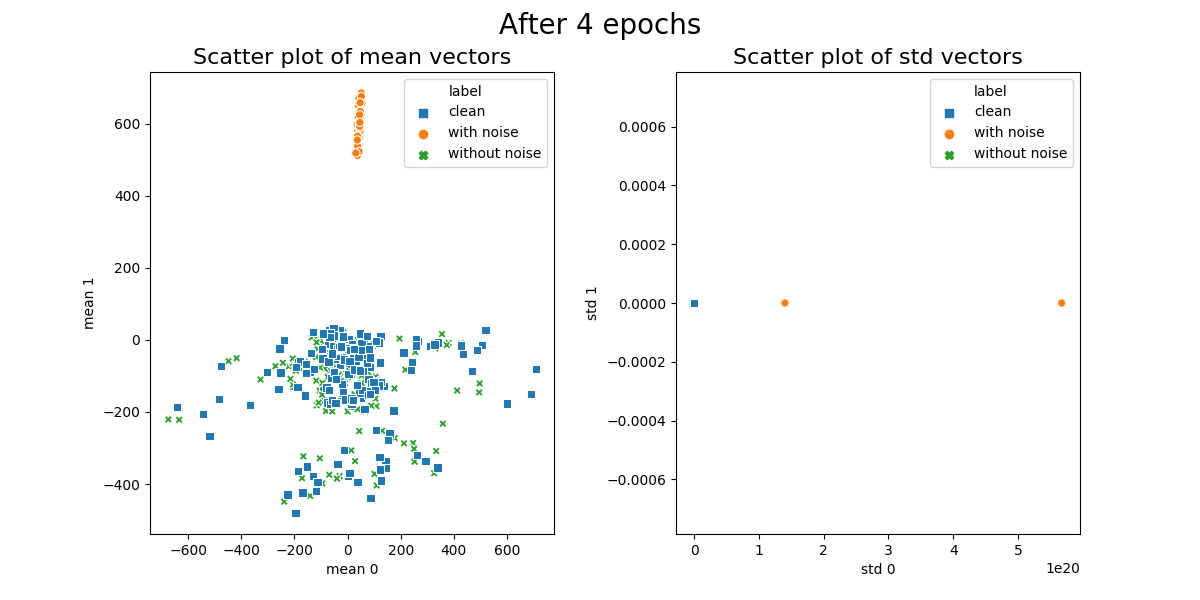 After 4 epochs
Scatter plot of mean vectors
label
clean
with noise
without noise
600
400
200
0
−200
−400
mean 1
−600
−400
−200
0
200
400
600
mean 0
Scatter plot of std vectors
label
clean
with noise
without noise
0.0006
0.0004
0.0002
0.0000
−0.0002
−0.0004
−0.0006
std 1
0
1
2
3
4
5
1e20
std 0